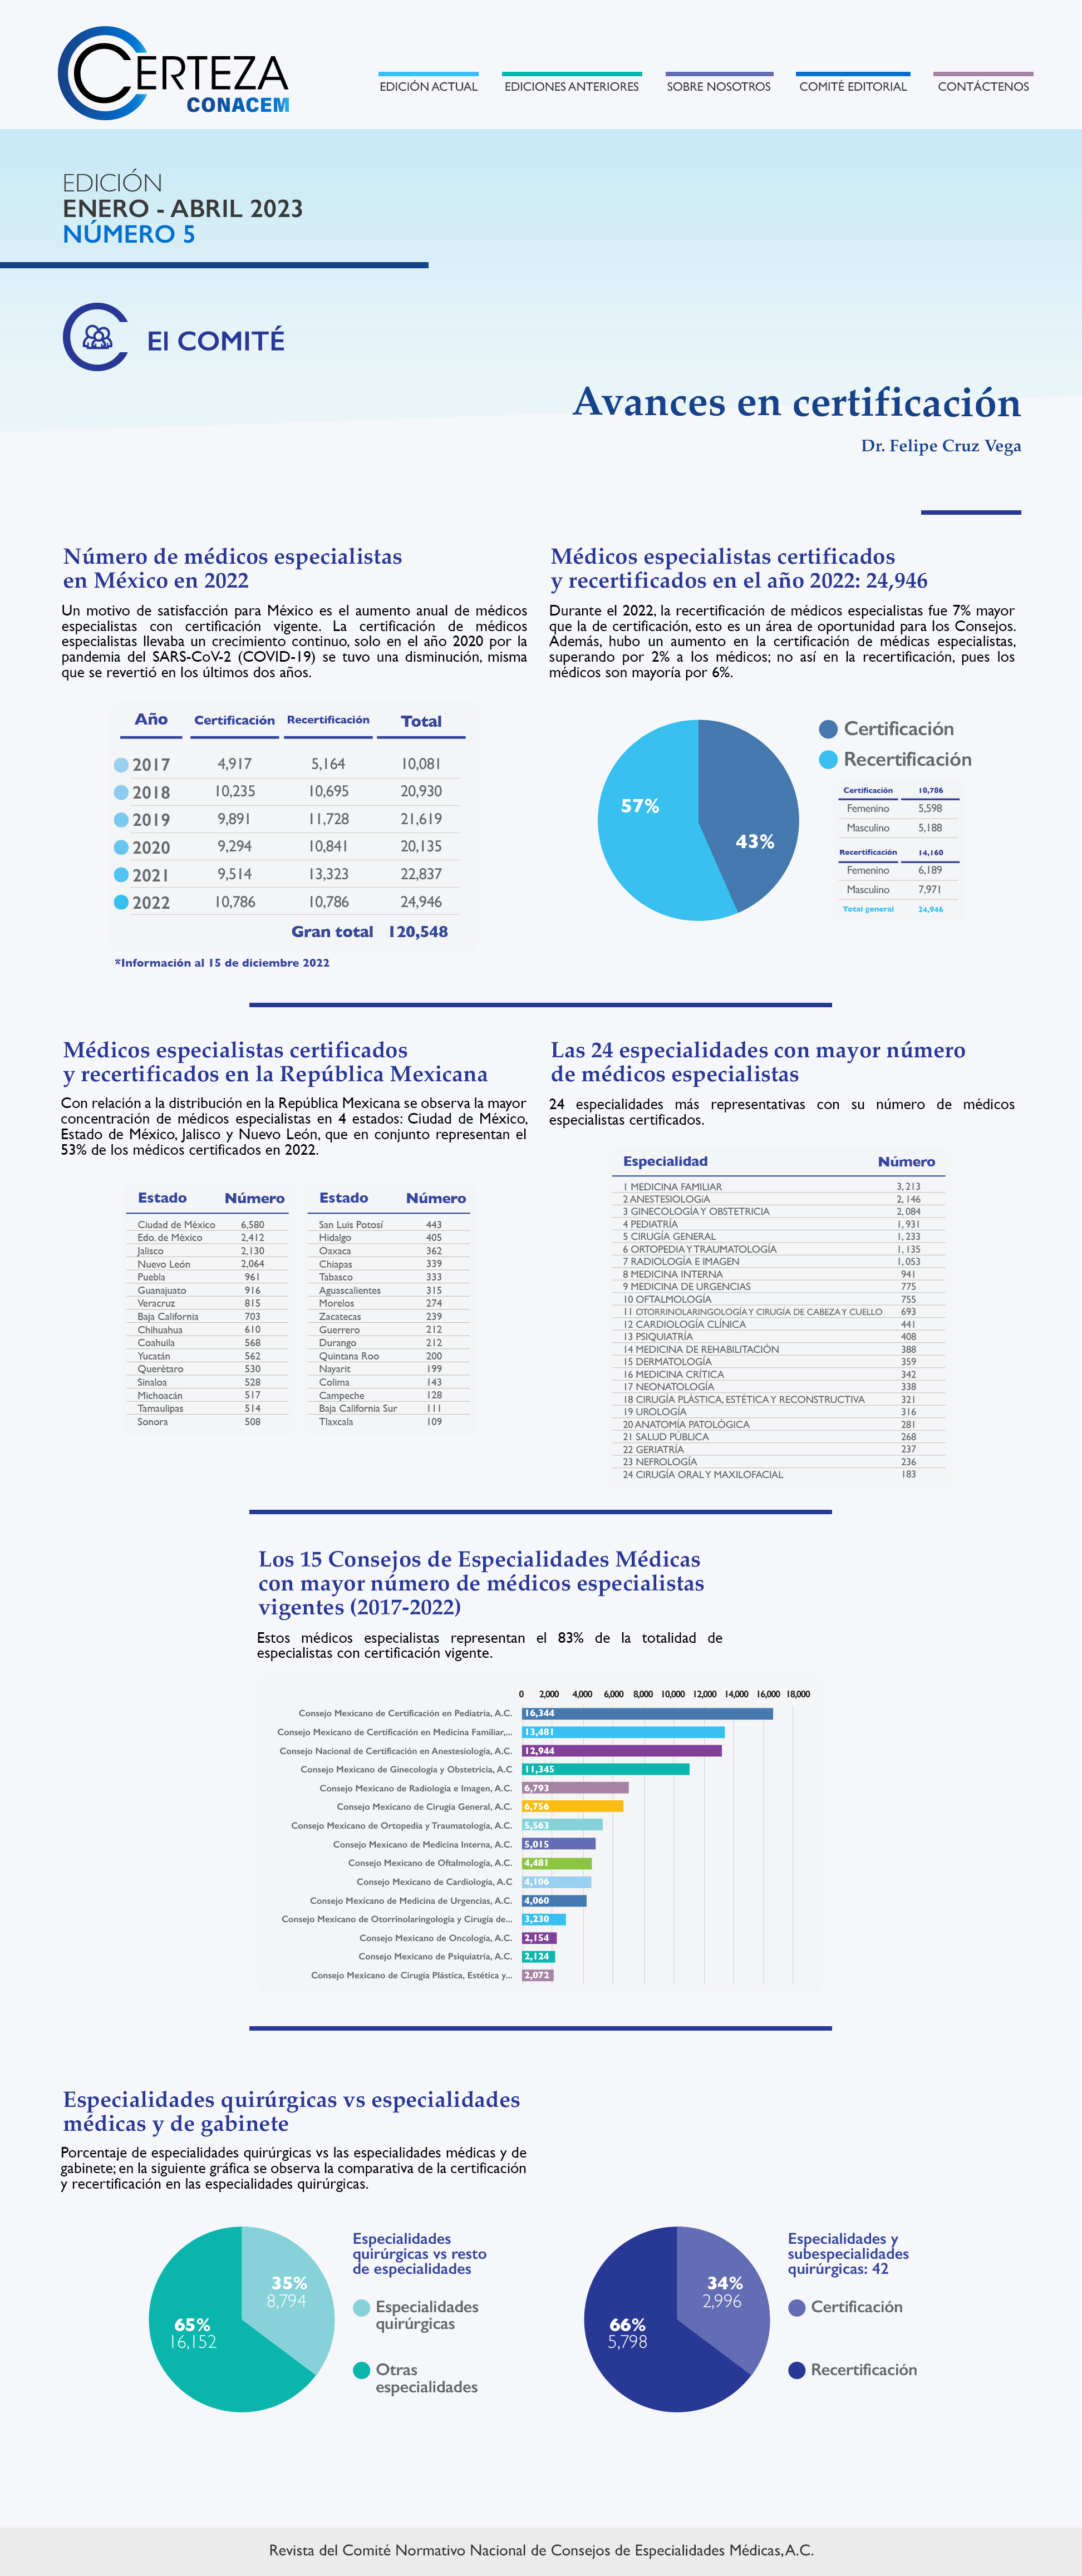 CERTEZA
CONACEM
EDICIÓN ACTUAL
EDICIONES ANTERIORES
SOBRE NOSOTROS
COMITÉ EDITORIAL
CONTÁCTENOS
EDICIÓN
ENERO - ABRIL 2023
NÚMERO 5
El COMITÉ
Avances en certificación
Dr. Felipe Cruz Vega
Número de médicos especialistas
en México en 2022
Un motivo de satisfacción para México es el aumento anual de médicos
especialistas con certificación vigente. La certificación de médicos
especialistas llevaba un crecimiento continuo, solo en el año 2020 por la
pandemia del SARS-CoV-2 (COVID-19) se tuvo una disminución, misma
que se revertió en los últimos dos años.
Año Certificación Recertificación Total
2017 4,917 5,164 10,081
2018 10,235 10,695 20,930
2019 9,891 11,728 21,619
2020 9,294 10,841 20,135
2021 9,514 13,323 22,837
2022 10,786 10,786 24,946
Gran total 120,548
*Información al 15 de diciembre 2022
Médicos especialistas certificados
y recertificados en el año 2022: 24,946
Durante el 2022, la recertificación de médicos especialistas fue 7% mayor
que la de certificación, esto es un área de oportunidad para los Consejos.
Además, hubo un aumento en la certificación de médicas especialistas,
superando por 2% a los médicos; no así en la recertificación, pues los
médicos son mayoría por 6%.
57%
43%
Certificación
Recertificación
Certificación 10,786
Femenino 5,598
Masculino 5,188
Recertificación 14,160
Femenino 6,189
Masculino 7,971
Total general 24,946
Médicos especialistas certificados
y recertificados en la República Mexicana
Con relación a la distribución en la República Mexicana se observa la mayor
concentración de médicos especialistas en 4 estados: Ciudad de México,
Estado de México, Jalisco y Nuevo León, que en conjunto representan el
53% de los médicos certificados en 2022.
Estado Número
Ciudad de México 6,580
Edo. de México 2,412
Jalisco 2,130
Nuevo León 2,064
Puebla 961
Guanajuato 916
Veracruz 815
Baja California 703
Chihuahua 610
Coahuila 568
Yucatán 562
Querétaro 530
Sinaloa 528
Michoacán 517
Tamaulipas 514
Sonora 508
Estado Número
San Luis Potosí 443
Hidalgo 405
Oaxaca 362
Chiapas 339
Tabasco 333
Aguascalientes 315
Morelos 274
Zacatecas 239
Guerrero 212
Durango 212
Quintana Roo 200
Nayarit 199
Colima 143
Campeche 128
Baja California Sur 111
Tlaxcala 109
Las 24 especialidades con mayor número
de médicos especialistas
24 especialidades más representativas con su número de médicos
especialistas certificados.
Especialidad Número
1 MEDICINA FAMILIAR 3, 213
2 ANESTESIOLOGíA 2, 146
3 GINECOLOGÍA Y OBSTETRICIA 2, 084
4 PEDIATRÍA 1, 931
5 CIRUGÍA GENERAL 1, 233
6 ORTOPEDIA Y TRAUMATOLOGÍA 1, 135
7 RADIOLOGÍA E IMAGEN 1, 053
8 MEDICINA INTERNA 941
9 MEDICINA DE URGENCIAS 775
10 OFTALMOLOGÍA 755
11 OTORRINOLARINGOLOGÍA Y CIRUGÍA DE CABEZA Y CUELLO 693
12 CARDIOLOGÍA CLÍNICA 441
13 PSIQUIATRÍA 408
14 MEDICINA DE REHABILITACIÓN 388
15 DERMATOLOGÍA 359
16 MEDICINA CRÍTICA 342
17 NEONATOLOGÍA 338
18 CIRUGÍA PLÁSTICA, ESTÉTICA Y RECONSTRUCTIVA 321
19 UROLOGÍA 316
20 ANATOMÍA PATOLÓGICA 281
21 SALUD PÚBLICA 268
22 GERIATRÍA 237
23 NEFROLOGÍA 236
24 CIRUGÍA ORAL Y MAXILOFACIAL 183
Los 15 Consejos de Especialidades Médicas
con mayor número de médicos especialistas
vigentes (2017-2022)
Estos médicos especialistas representan el 83% de la totalidad de
especialistas con certificación vigente.
0 2,000 4,000 6,000 8,000 10,000 12,000 14,000 16,000 18,000
Consejo Mexicano de Certificación en Pediatría, A.C. 16,344
Consejo Mexicano de Certificación en Medicina Familiar,... 13,481
Consejo Nacional de Certificación en Anestesiología, A.C. 12,944
Consejo Mexicano de Ginecología y Obstetricia, A.C 11,345
Consejo Mexicano de Radiología e Imagen, A.C. 6,793
Consejo Mexicano de Cirugía General, A.C. 6,756
Consejo Mexicano de Ortopedia y Traumatología, A.C. 5,563
Consejo Mexicano de Medicina Interna, A.C. 5,015
Consejo Mexicano de Oftalmología, A.C. 4,481
Consejo Mexicano de Cardiología, A.C 4,106
Consejo Mexicano de Medicina de Urgencias, A.C. 4,060
Consejo Mexicano de Otorrinolaringología y Cirugía de... 3,230
Consejo Mexicano de Oncología, A.C. 2,154
Consejo Mexicano de Psiquiatría, A.C. 2,124
Consejo Mexicano de Cirugía Plástica, Estética y... 2,072
Especialidades quirúrgicas vs especialidades
médicas y de gabinete
Porcentaje de especialidades quirúrgicas vs las especialidades médicas y de
gabinete; en la siguiente gráfica se observa la comparativa de la certificación
y recertificación en las especialidades quirúrgicas.
35%
8,794
65%
16,152
Especialidades
quirúrgicas vs resto
de especialidades
Especialidades
quirúrgicas
Otras
especialidades
34%
2,996
66%
5,798
Especialidades y
subespecialidades
quirúrgicas: 42
Certificación
Recertificación
Revista del Comité Normativo Nacional de Consejos de Especialidades Médicas, A.C.